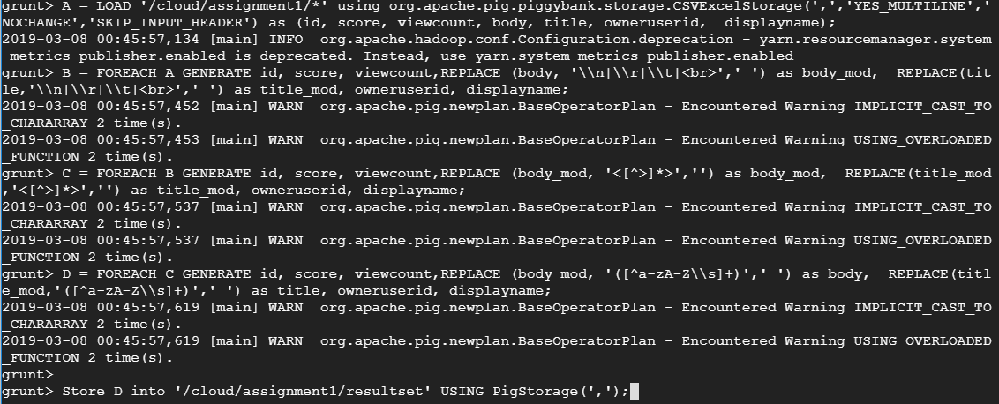 grunt> A = LOAD '/cloud/assignment1/*' using org.apache.pig.piggybank.storage.CSVExcelStorage(',','YES_MULTILINE','
NOCHANGE','SKIP_INPUT_HEADER') as (id, score, viewcount, body, title, owneruserid,  displayname);
2019-03-08 00:45:57,134 [main] INFO  org.apache.hadoop.conf.Configuration.deprecation - yarn.resourcemanager.system
-metrics-publisher.enabled is deprecated. Instead, use yarn.system-metrics-publisher.enabled
grunt> B = FOREACH A GENERATE id, score, viewcount,REPLACE (body, '\\n|\\r|\\t|<br>',' ') as body_mod,  REPLACE(tit
le,'\\n|\\r|\\t|<br>',' ') as title_mod, owneruserid, displayname;
2019-03-08 00:45:57,452 [main] WARN  org.apache.pig.newplan.BaseOperatorPlan - Encountered Warning IMPLICIT_CAST_TO
_CHARARRAY 2 time(s).
2019-03-08 00:45:57,453 [main] WARN  org.apache.pig.newplan.BaseOperatorPlan - Encountered Warning USING_OVERLOADED
_FUNCTION 2 time(s).
grunt> C = FOREACH B GENERATE id, score, viewcount,REPLACE (body_mod, '<[^>]*>','') as body_mod,  REPLACE(title_mod
,'<[^>]*>','') as title_mod, owneruserid, displayname;
2019-03-08 00:45:57,537 [main] WARN  org.apache.pig.newplan.BaseOperatorPlan - Encountered Warning IMPLICIT_CAST_TO
_CHARARRAY 2 time(s).
2019-03-08 00:45:57,537 [main] WARN  org.apache.pig.newplan.BaseOperatorPlan - Encountered Warning USING_OVERLOADED
_FUNCTION 2 time(s).
grunt> D = FOREACH C GENERATE id, score, viewcount,REPLACE (body_mod, '([^a-zA-Z\\s]+)',' ') as body,  REPLACE(titl
e_mod,'([^a-zA-Z\\s]+)',' ') as title, owneruserid, displayname;
2019-03-08 00:45:57,619 [main] WARN  org.apache.pig.newplan.BaseOperatorPlan - Encountered Warning IMPLICIT_CAST_TO
_CHARARRAY 2 time(s).
2019-03-08 00:45:57,619 [main] WARN  org.apache.pig.newplan.BaseOperatorPlan - Encountered Warning USING_OVERLOADED
_FUNCTION 2 time(s).
grunt>
grunt> Store D into '/cloud/assignment1/resultset' USING PigStorage(',');